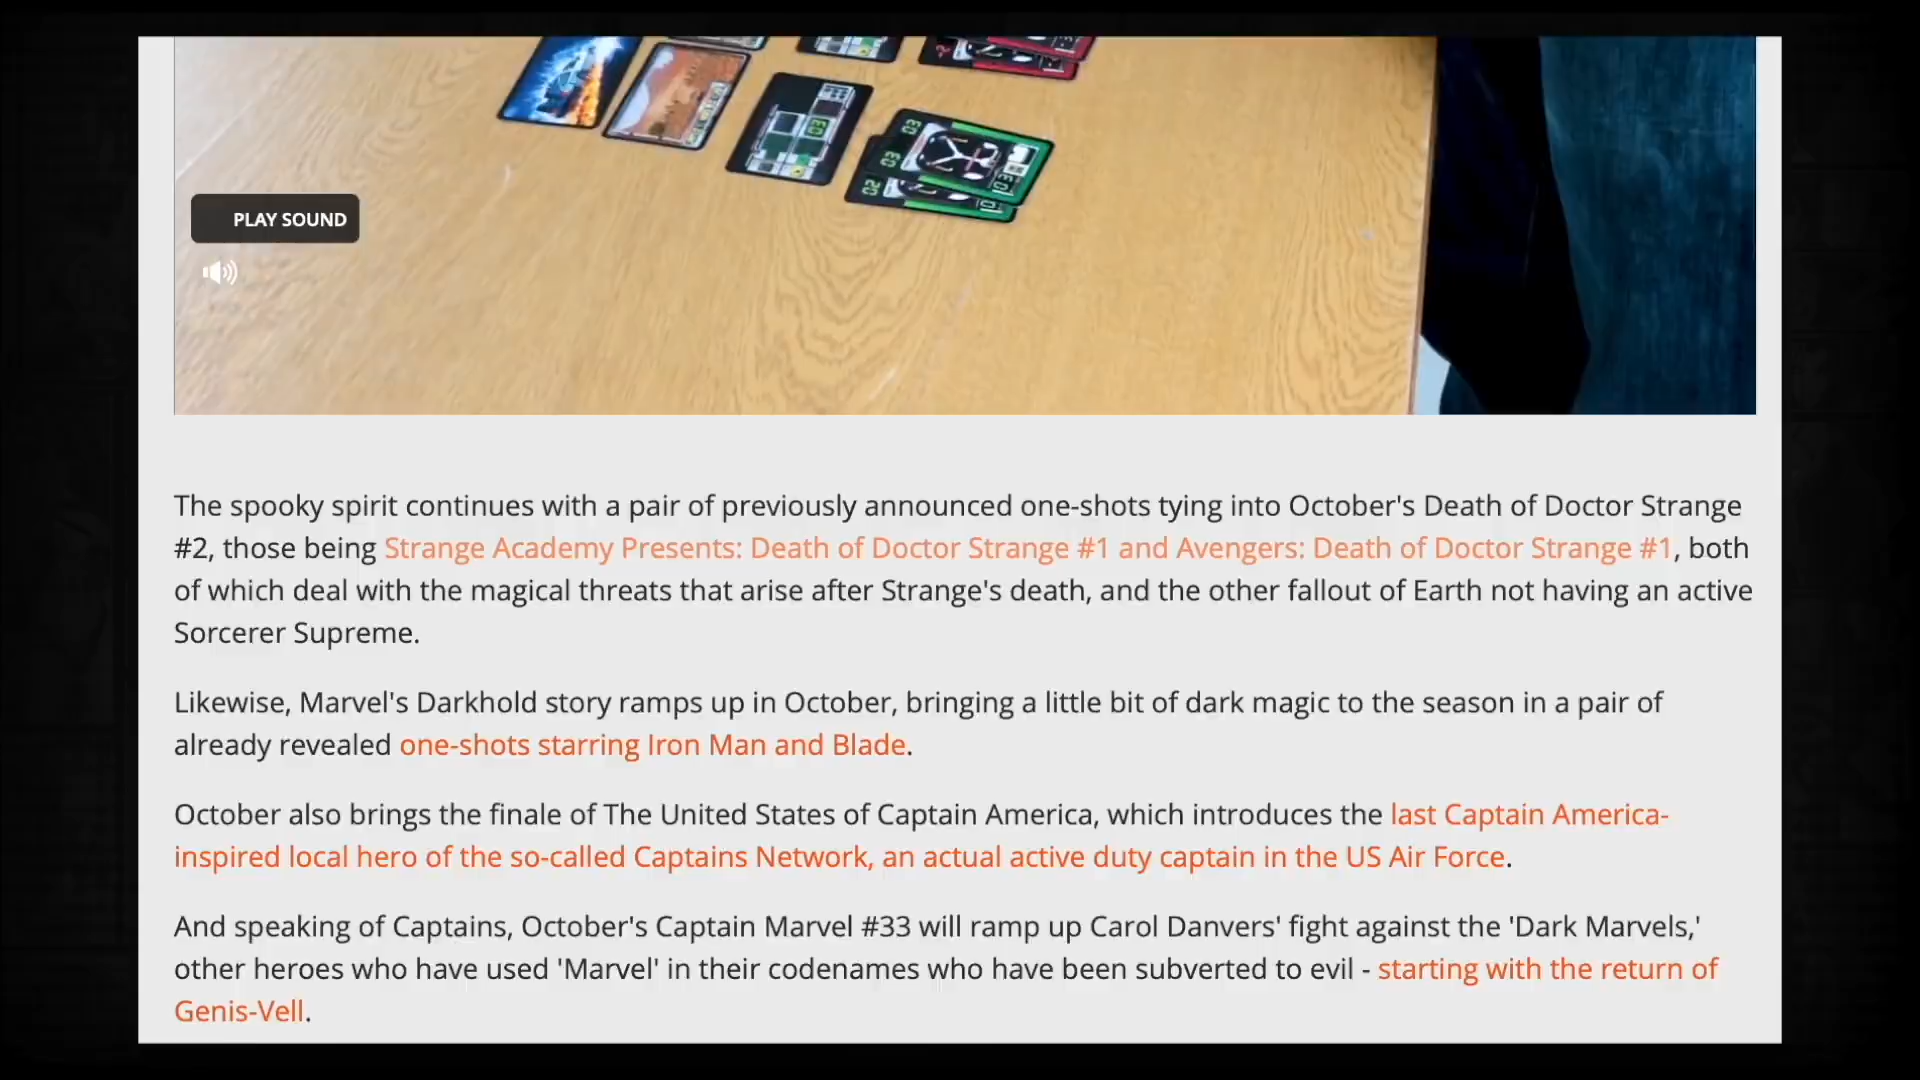 03
03
03
02
03
01
PLAY SOUND
The spooky spirit continues with a pair of previously announced one-shots tying into October's Death of Doctor Strange
#2, those being Strange Academy Presents: Death of Doctor Strange #1 and Avengers: Death of Doctor Strange #1, both
of which deal with the magical threats that arise after Strange's death, and the other fallout of Earth not having an active
Sorcerer Supreme.
Likewise, Marvel's Darkhold story ramps up in October, bringing a little bit of dark magic to the season in a pair of
already revealed one-shots starring Iron Man and Blade.
October also brings the finale of The United States of Captain America, which introduces the last Captain America-
inspired local hero of the so-called Captains Network, an actual active duty captain in the US Air Force.
And speaking of Captains, October's Captain Marvel #33 will ramp up Carol Danvers' fight against the 'Dark Marvels,'
other heroes who have used 'Marvel' in their codenames who have been subverted to evil - starting with the return of
Genis-Vell.